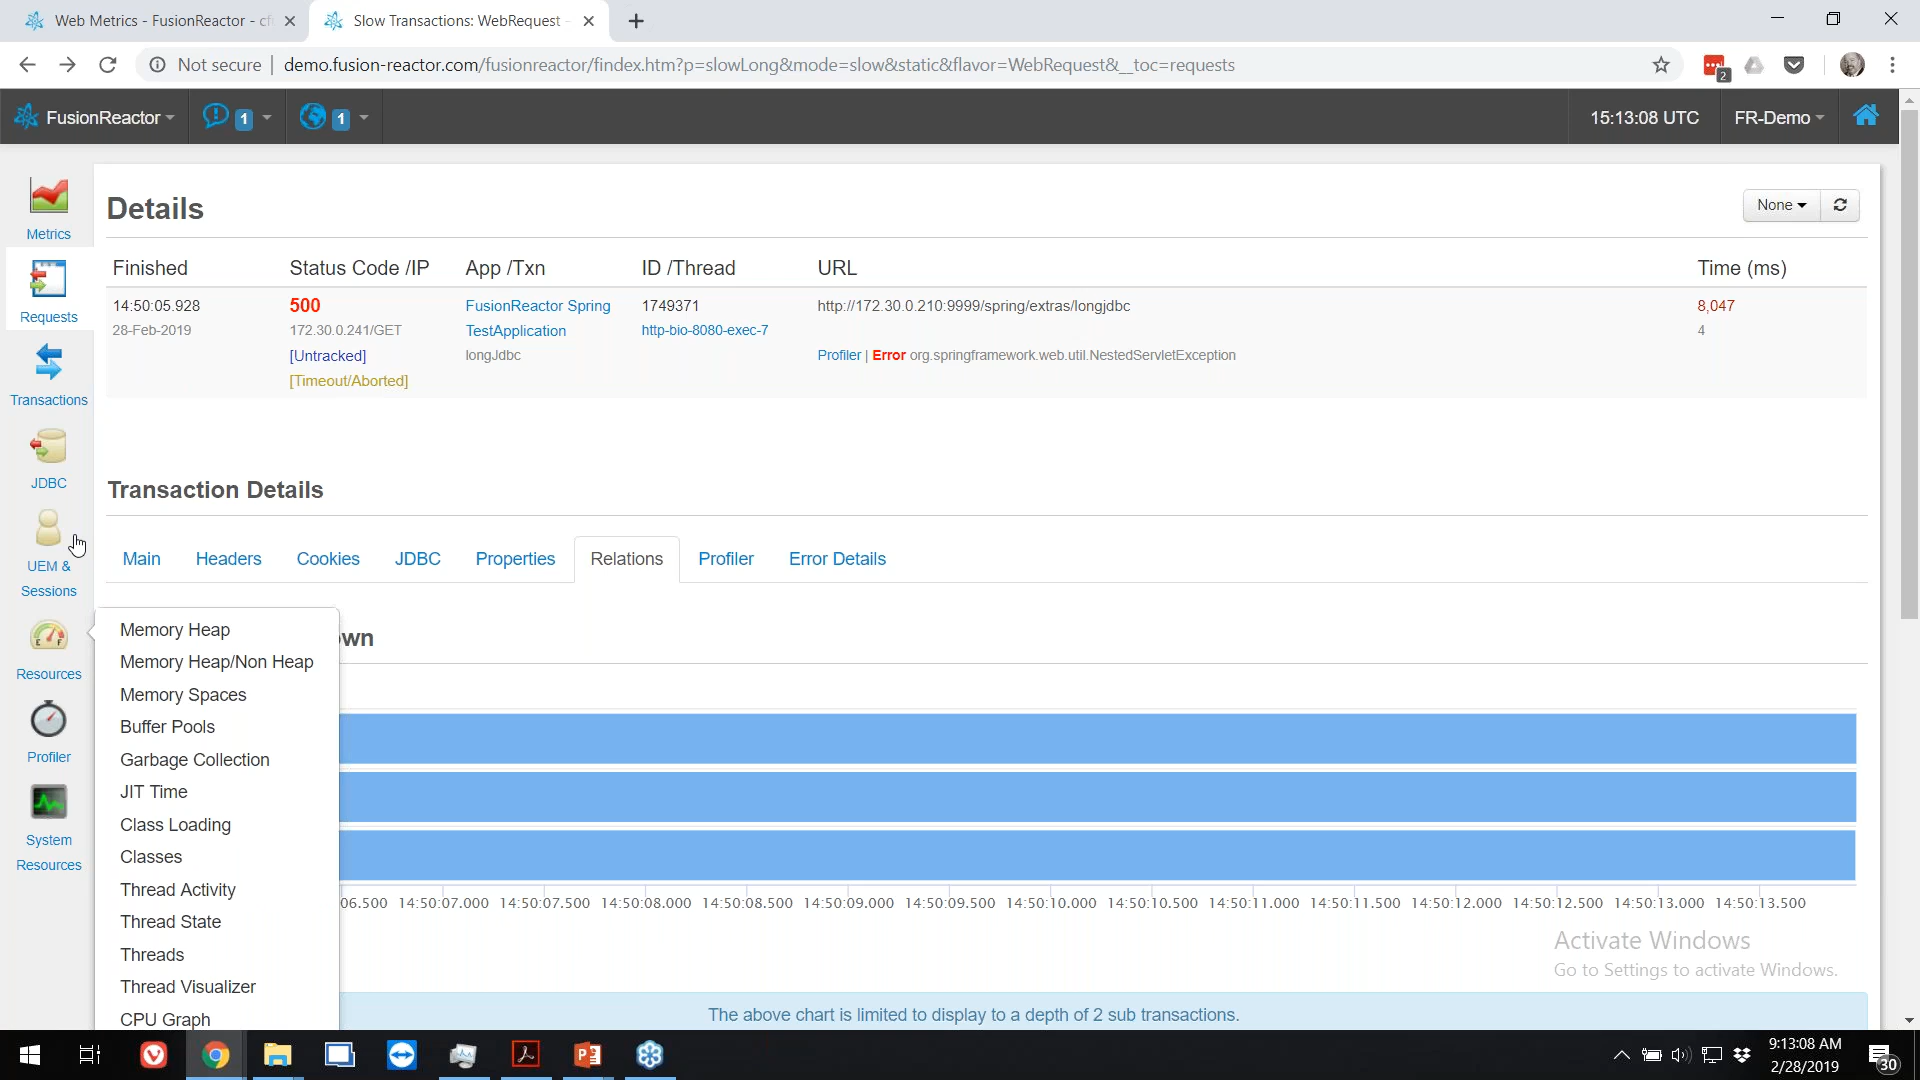 Web Metrics - FusionReactor - cf
Slow Transactions: WebRequest -
Not secure
demo.fusion-reactor.com/fusionreactor/findex.htm?p=slowLong&mode=slow&static&flavor=WebRequest&__toc=requests
2
FusionReactor
1
1
15:13:08 UTC
FR-Demo
Metrics
Requests
Transactions
JDBC
UEM &
Sessions
Resources
Profiler
System
Resources
Details
None
Finished
Status Code /IP
App /Txn
ID /Thread
URL
Time (ms)
14:50:05.928
500
FusionReactor Spring
1749371
http://172.30.0.210:9999/spring/extras/longjdbc
8,047
28-Feb-2019
172.30.0.241/GET
TestApplication
http-bio-8080-exec-7
4
[Untracked]
longJdbc
Profiler | Error org.springframework.web.util.NestedServletException
[Timeout/Aborted]
Transaction Details
Main
Headers
Cookies
JDBC
Properties
Relations
Profiler
Error Details
own
Memory Heap
Memory Heap/Non Heap
Memory Spaces
Buffer Pools
Garbage Collection
JIT Time
Class Loading
Classes
Thread Activity
Thread State
Threads
Thread Visualizer
CPU Graph
06.500 14:50:07.000 14:50:07.500 14:50:08.000 14:50:08.500 14:50:09.000 14:50:09.500 14:50:10.000 14:50:10.500 14:50:11.000 14:50:11.500 14:50:12.000 14:50:12.500 14:50:13.000 14:50:13.500
Activate Windows
Go to Settings to activate Windows.
The above chart is limited to display to a depth of 2 sub transactions.
9:13:08 AM
2/28/2019
30